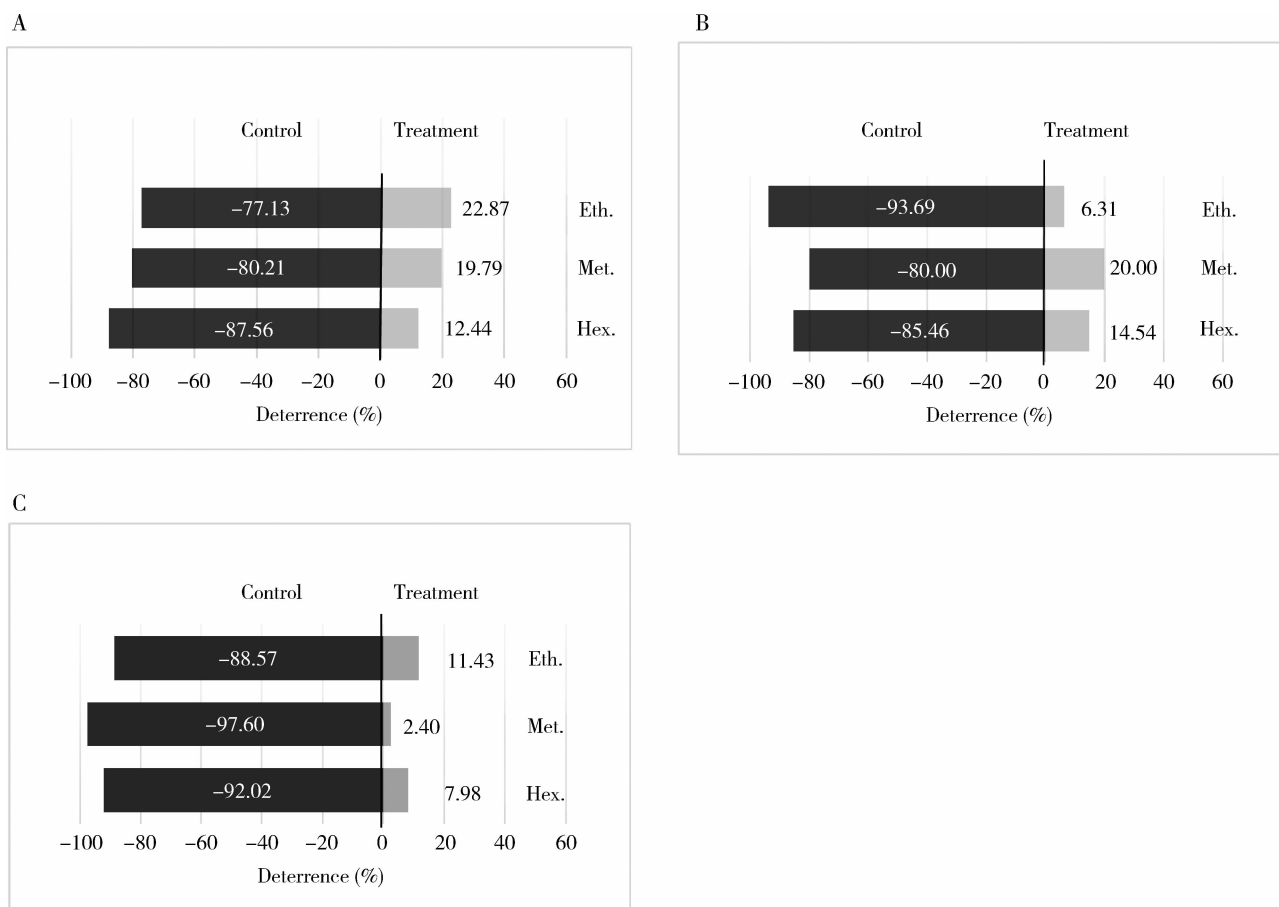 A
Control Treatment
−77.13 22.87 Eth.
−80.21 19.79 Met.
−87.56 12.44 Hex.
−100 −80 −60 −40 −20 0 20 40 60
Deterrence (%)
B
Control Treatment
−93.69 6.31 Eth.
−80.00 20.00 Met.
−85.46 14.54 Hex.
−100 −80 −60 −40 −20 0 20 40 60
Deterrence (%)
C
Control Treatment
−88.57 11.43 Eth.
−97.60 2.40 Met.
−92.02 7.98 Hex.
−100 −80 −60 −40 −20 0 20 40 60
Deterrence (%)